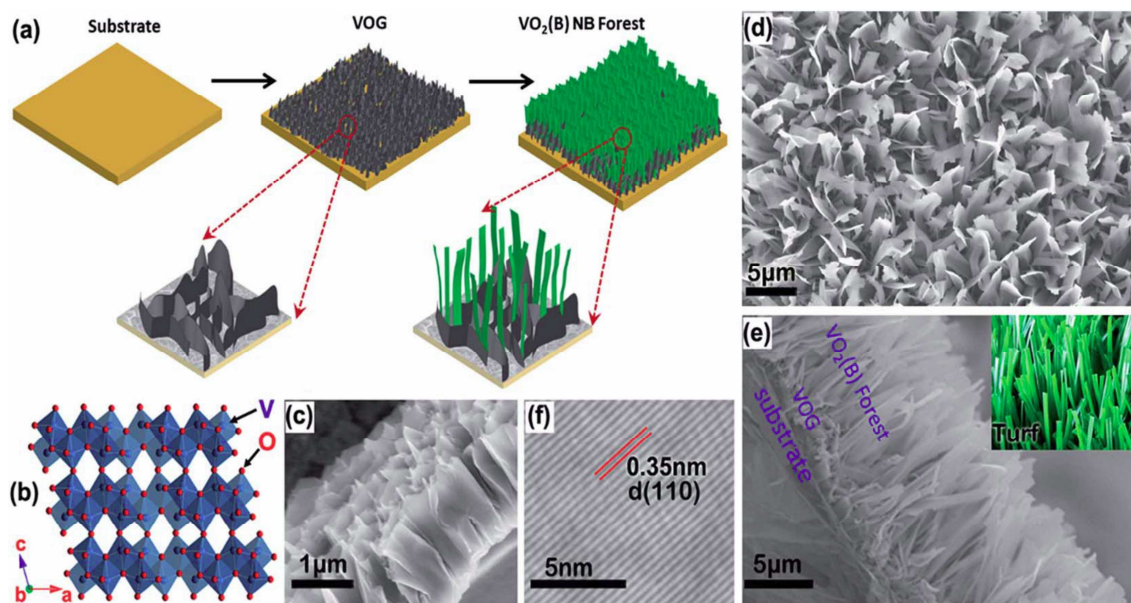 (a)
Substrate
VOG
VO₂(B) NB Forest
(b)
V
O
c
b
a
(c)
1μm
(f)
0.35nm
d(110)
5nm
(d)
5μm
(e)
VO₂(B) Forest
VOG
substrate
Turf
5μm